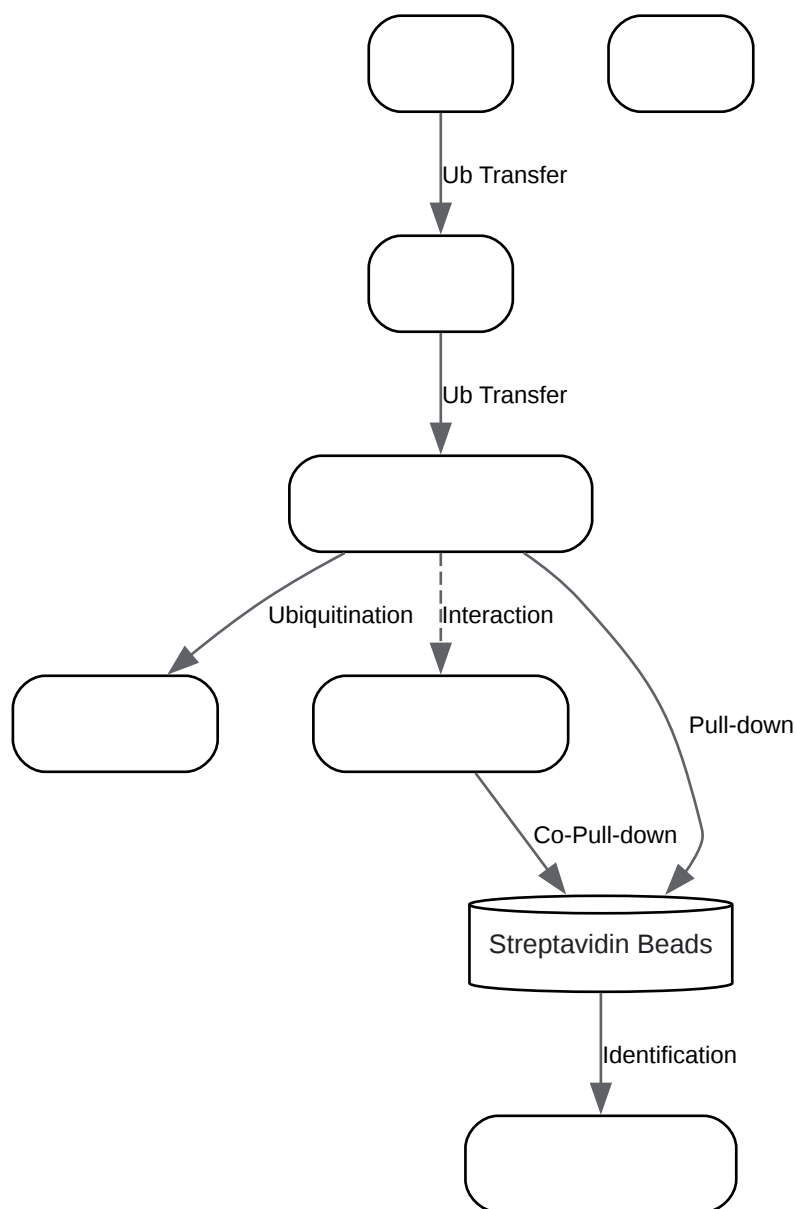 Ub Transfer
Ub Transfer
Ubiquitination
Interaction
Pull-down
Co-Pull-down
Streptavidin Beads
Identification